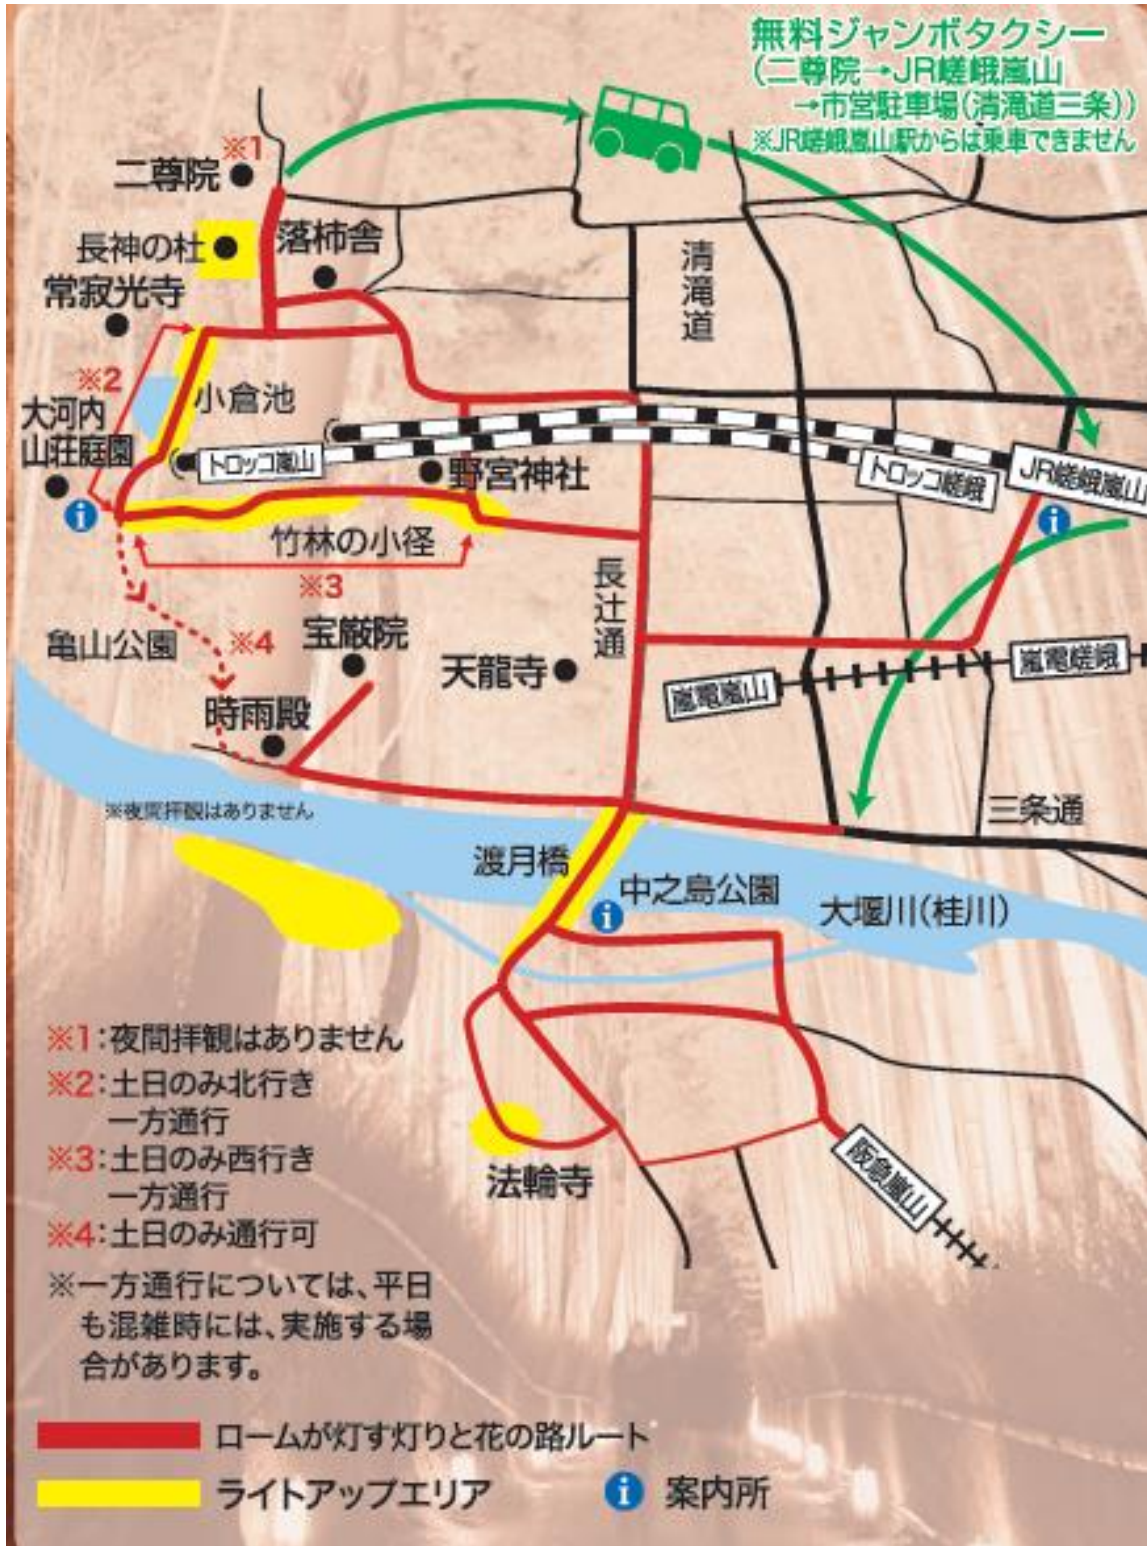 無料ジャンボタクシー
(二尊院→JR嵯峨嵐山
→市営駐車場(清滝道三条))
※JR嵯峨嵐山駅からは乗車できません
※1
二尊院
長神の杜
落柿舎
常寂光寺
清滝道
※2
小倉池
大河内
山荘庭園
トロッコ嵐山
野宮神社
トロッコ嵯峨
JR嵯峨嵐山
i
i
竹林の小径
※3
長辻通
亀山公園
※4
宝厳院
天龍寺
嵐電嵐山
嵐電嵯峨
時雨殿
※夜間拝観はありません
三条通
渡月橋
中之島公園
i
大堰川(桂川)
法輪寺
阪急嵐山
※1:夜間拝観はありません
※2:土日のみ北行き
一方通行
※3:土日のみ西行き
一方通行
※4:土日のみ通行可
※一方通行については、平日
も混雑時には、実施する場
合があります。
ロームが灯す灯りと花の路ルート
ライトアップエリア
i 案内所